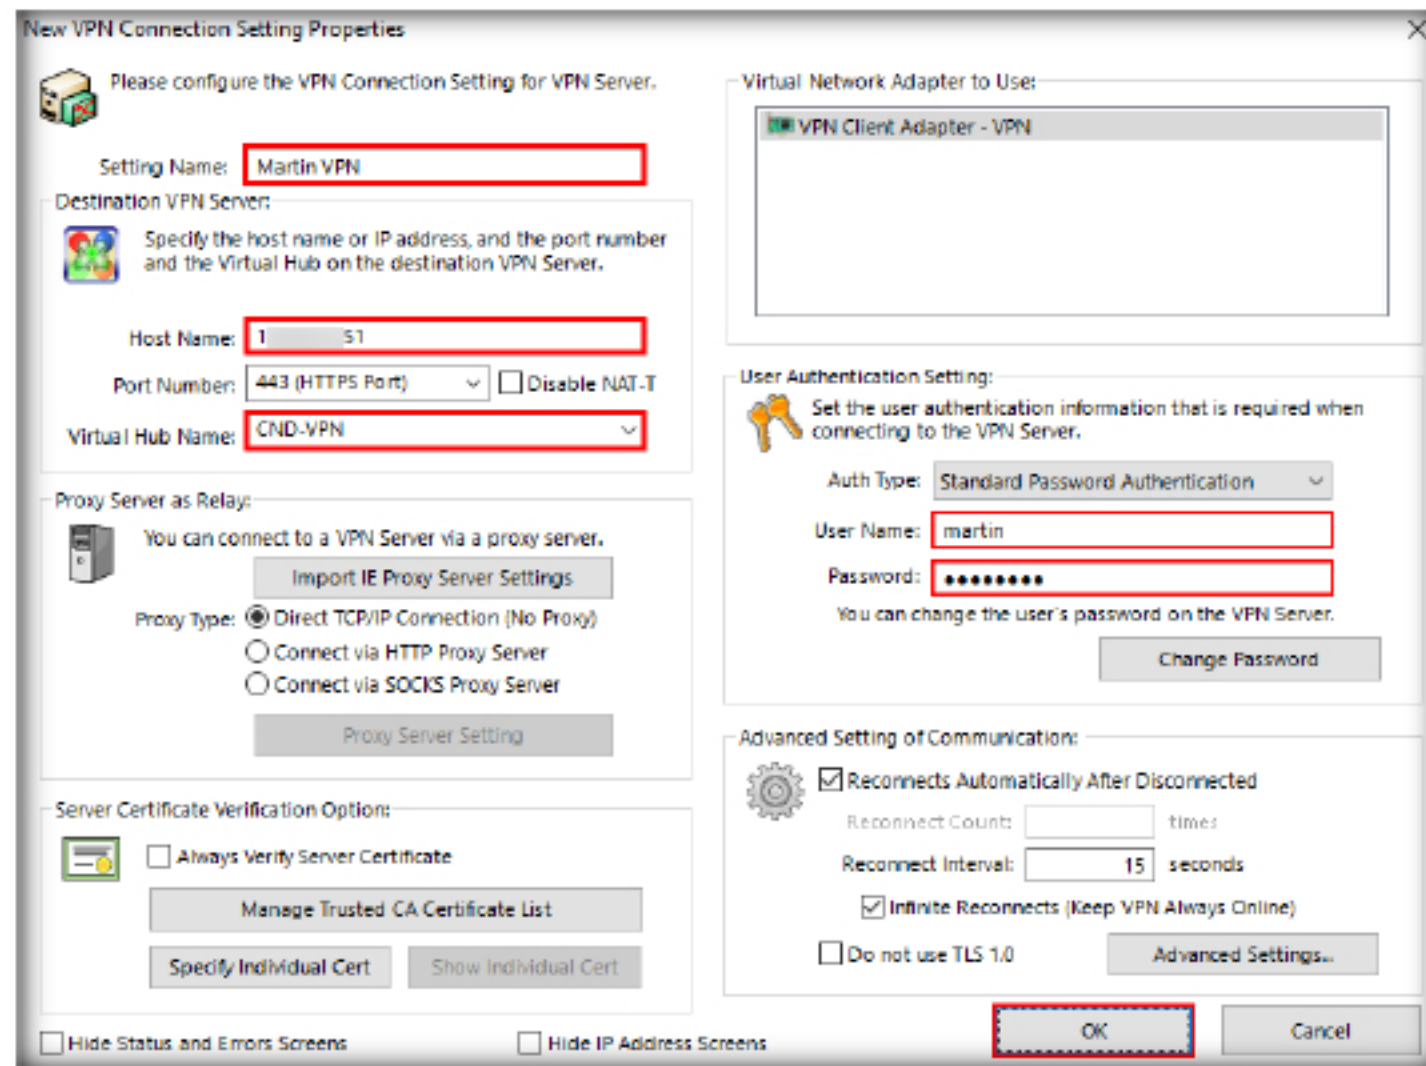 New VPN Connection Setting Properties
Please configure the VPN Connection Setting for VPN Server.
Setting Name: Martin VPN
Destination VPN Server:
Specify the host name or IP address, and the port number
and the Virtual Hub on the destination VPN Server.
Host Name: 1 51
Port Number: 443 (HTTPS Port) Disable NAT-T
Virtual Hub Name: CND-VPN
Proxy Server as Relay:
You can connect to a VPN Server via a proxy server.
Import IE Proxy Server Settings
Proxy Type: Direct TCP/IP Connection (No Proxy)
Connect via HTTP Proxy Server
Connect via SOCKS Proxy Server
Proxy Server Setting
Server Certificate Verification Option:
Always Verify Server Certificate
Manage Trusted CA Certificate List
Specify Individual Cert Show Individual Cert
Hide Status and Errors Screens Hide IP Address Screens
Virtual Network Adapter to Use:
VPN Client Adapter - VPN
User Authentication Setting:
Set the user authentication information that is required when
connecting to the VPN Server.
Auth Type: Standard Password Authentication
User Name: martin
Password: ●●●●●●●●
You can change the user's password on the VPN Server.
Change Password
Advanced Setting of Communication:
Reconnects Automatically After Disconnected
Reconnect Count: times
Reconnect Interval: 15 seconds
Infinite Reconnects (Keep VPN Always Online)
Do not use TLS 1.0 Advanced Settings...
OK Cancel